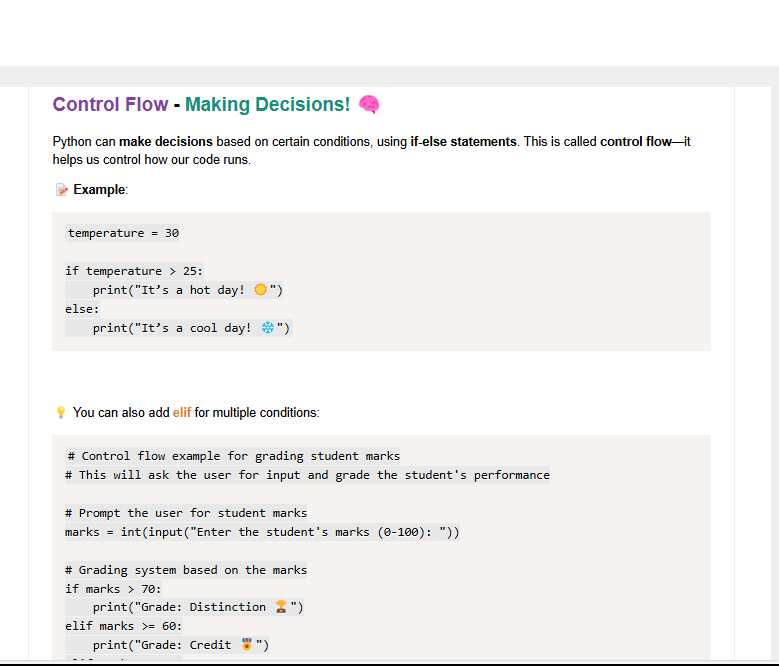 Control Flow - Making Decisions! 🧠
Python can make decisions based on certain conditions, using if-else statements. This is called control flow—it
helps us control how our code runs.
📝 Example:
temperature = 30
if temperature > 25:
    print("It’s a hot day! ☀️")
else:
    print("It’s a cool day! ❄️")
💡 You can also add elif for multiple conditions:
# Control flow example for grading student marks
# This will ask the user for input and grade the student's performance
# Prompt the user for student marks
marks = int(input("Enter the student's marks (0-100): "))
# Grading system based on the marks
if marks > 70:
    print("Grade: Distinction 🏆")
elif marks >= 60:
    print("Grade: Credit 🏅")